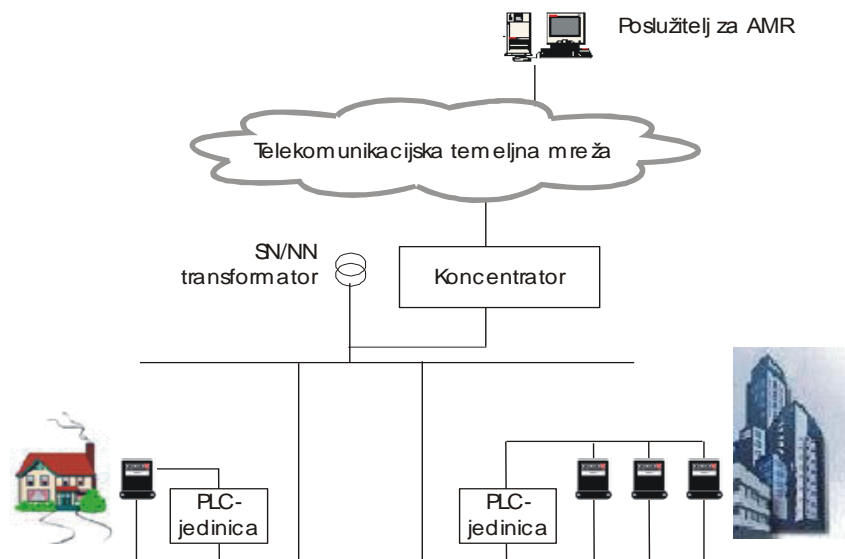 Poslužitelj za AMR
Telekomunikacijska temeljna mreža
SN/NN
transformator
Koncentrator
PLC-
jedinica
PLC-
jedinica